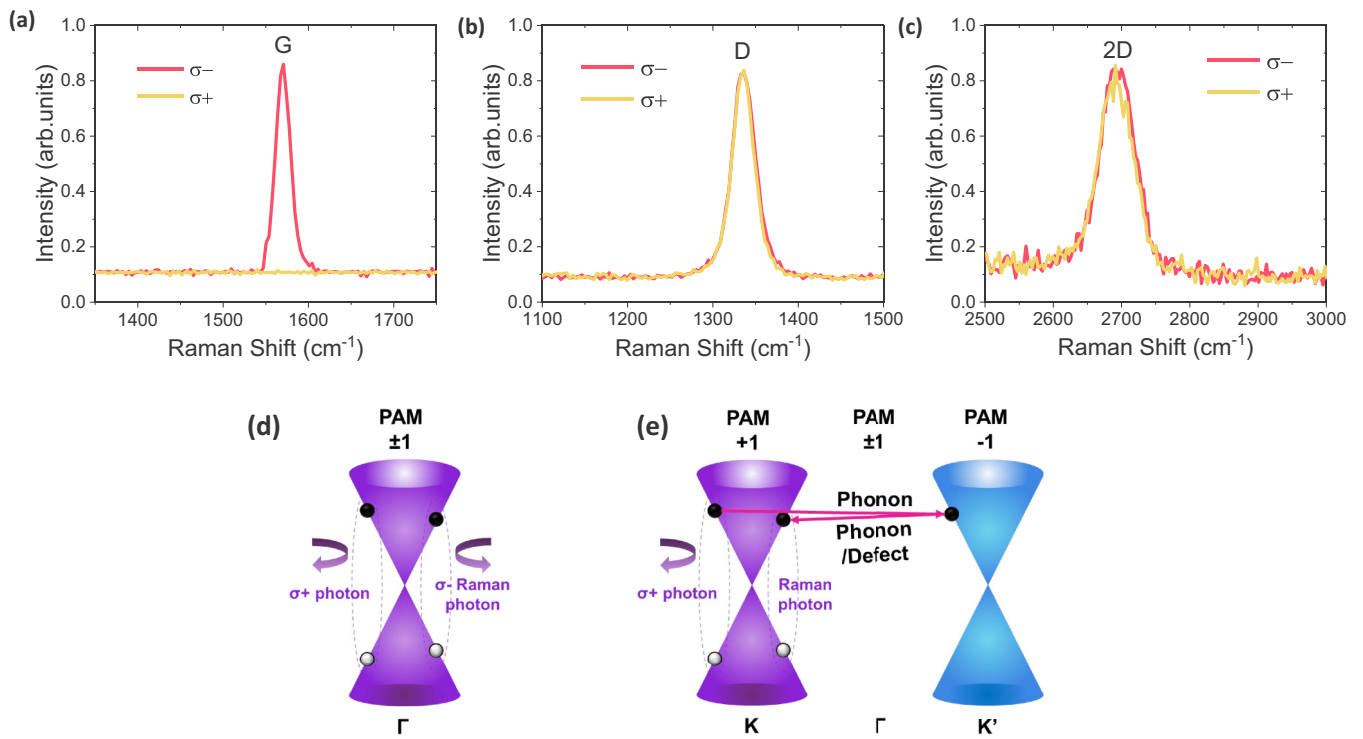 (a)
G
σ−
σ+
Intensity (arb.units)
1.0
0.8
0.6
0.4
0.2
0.0
1400
1500
1600
1700
Raman Shift (cm-1)
(b)
D
σ−
σ+
Intensity (arb.units)
1.0
0.8
0.6
0.4
0.2
0.0
1100
1200
1300
1400
1500
Raman Shift (cm-1)
(c)
2D
σ−
σ+
Intensity (arb.units)
1.0
0.8
0.6
0.4
0.2
0.0
2500
2600
2700
2800
2900
3000
Raman Shift (cm-1)
(d)
PAM
±1
σ+ photon
σ- Raman
photon
Γ
(e)
PAM
+1
PAM
±1
PAM
-1
Phonon
Phonon
/Defect
σ+ photon
Raman
photon
K
Γ
K’